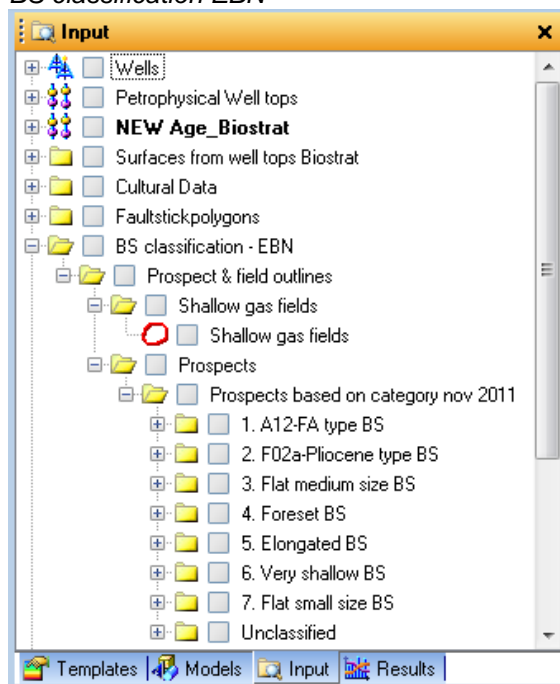 BS classification EBN
Input
Wells
Petrophysical Well tops
NEW Age_Biostrat
Surfaces from well tops Biostrat
Cultural Data
Faultstickpolygons
BS classification - EBN
Prospect & field outlines
Shallow gas fields
Shallow gas fields
Prospects
Prospects based on category nov 2011
1. A12-FA type BS
2. F02a-Pliocene type BS
3. Flat medium size BS
4. Foreset BS
5. Elongated BS
6. Very shallow BS
7. Flat small size BS
Unclassified
Templates Models Input Results